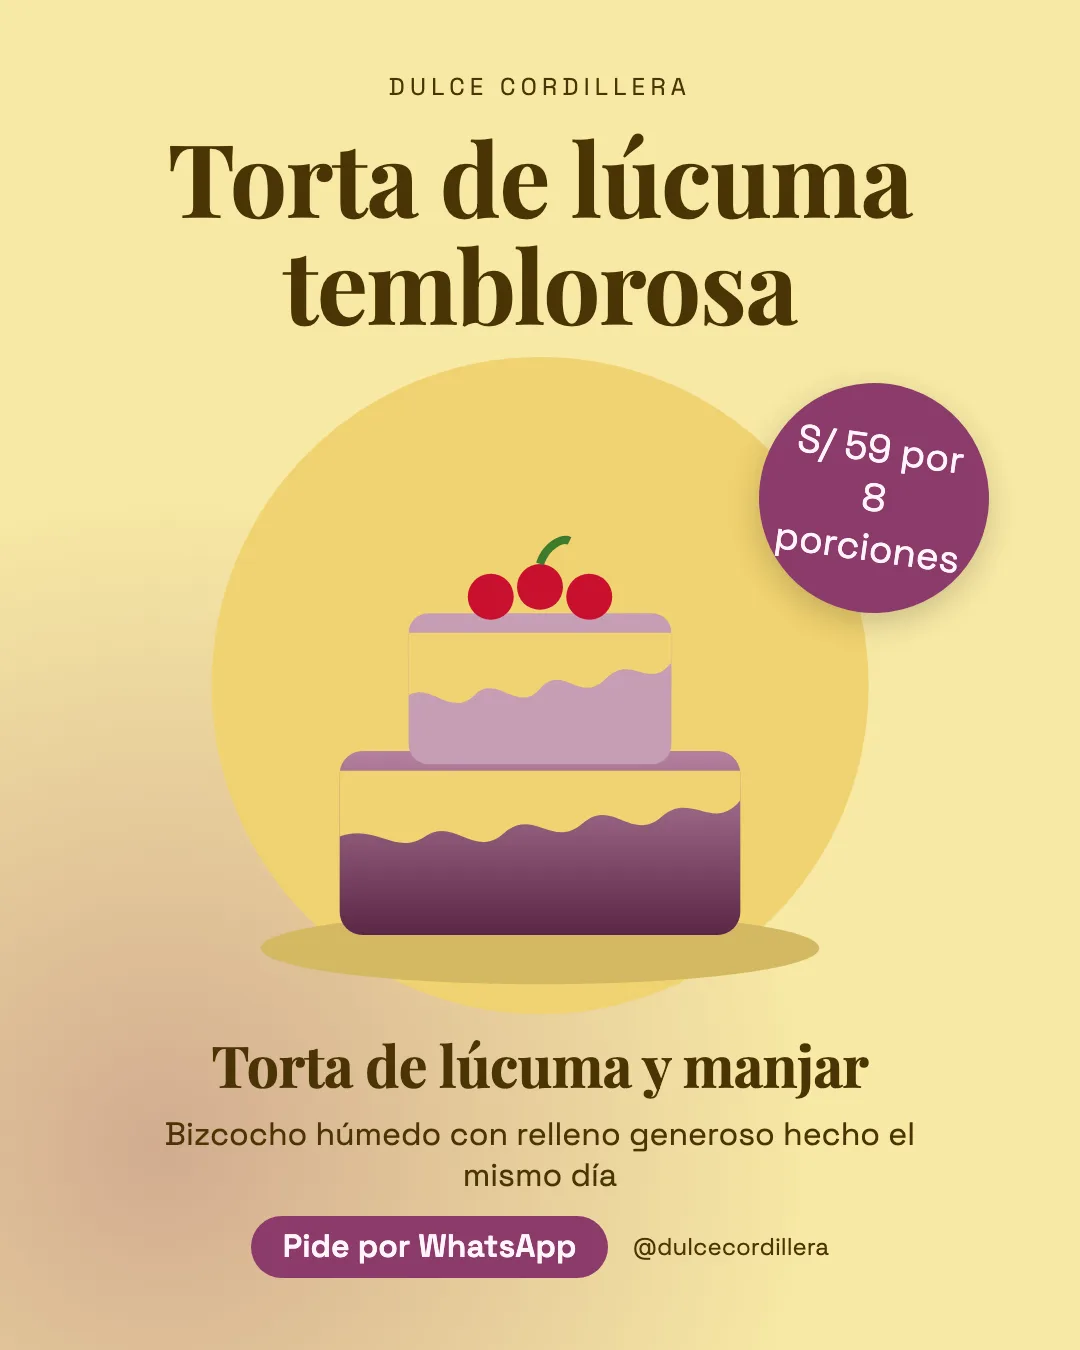 DULCE CORDILLERA
Torta de lúcuma
temblorosa
S/ 59 por
8
porciones
Torta de lúcuma y manjar
Bizcocho húmedo con relleno generoso hecho el
mismo día
Pide por WhatsApp
@dulcecordillera